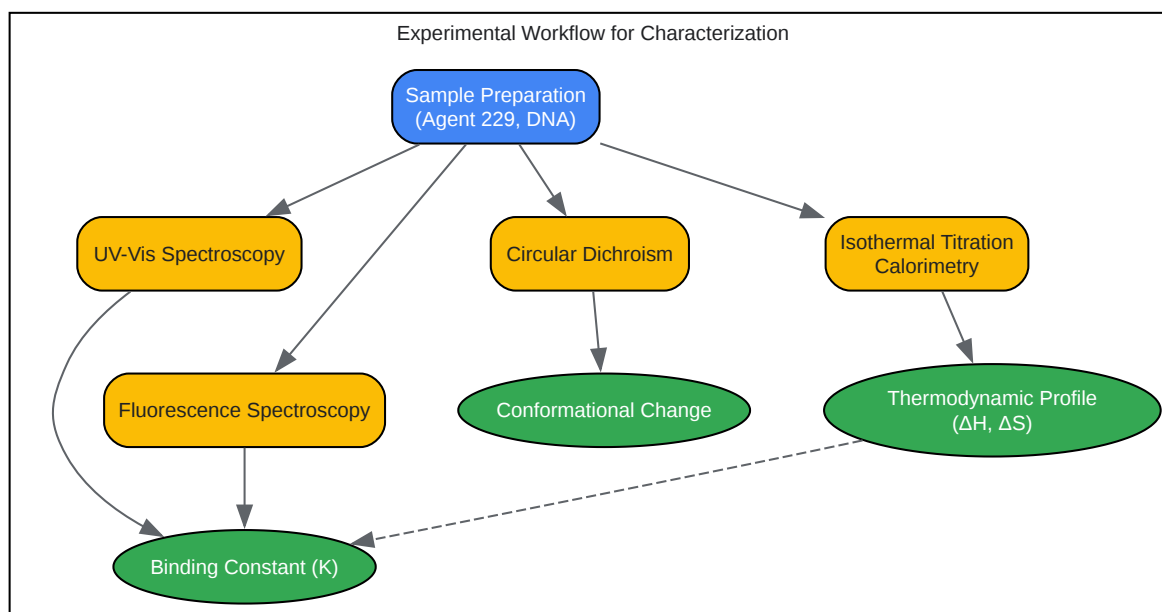 Experimental Workflow for Characterization
Sample Preparation
(Agent 229, DNA)
UV-Vis Spectroscopy
Circular Dichroism
Isothermal Titration
Calorimetry
Fluorescence Spectroscopy
Conformational Change
Thermodynamic Profile
(ΔH, ΔS)
Binding Constant (K)